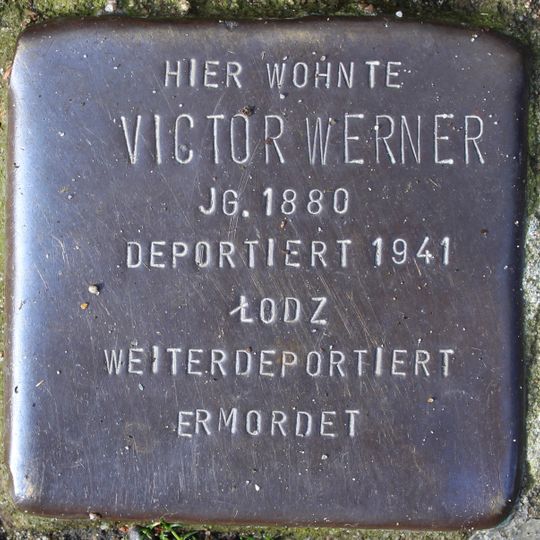 HIER WOHNTE
VICTOR WERNER
JG. 1880
DEPORTIERT 1941
ŁODZ
WEITERDEPORTIERT
ERMORDET